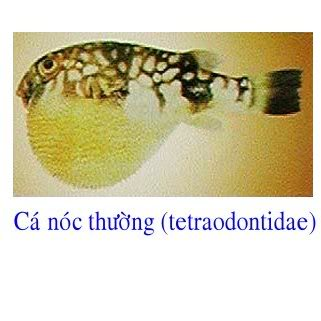 Cá nóc thường (tetraodontidae)